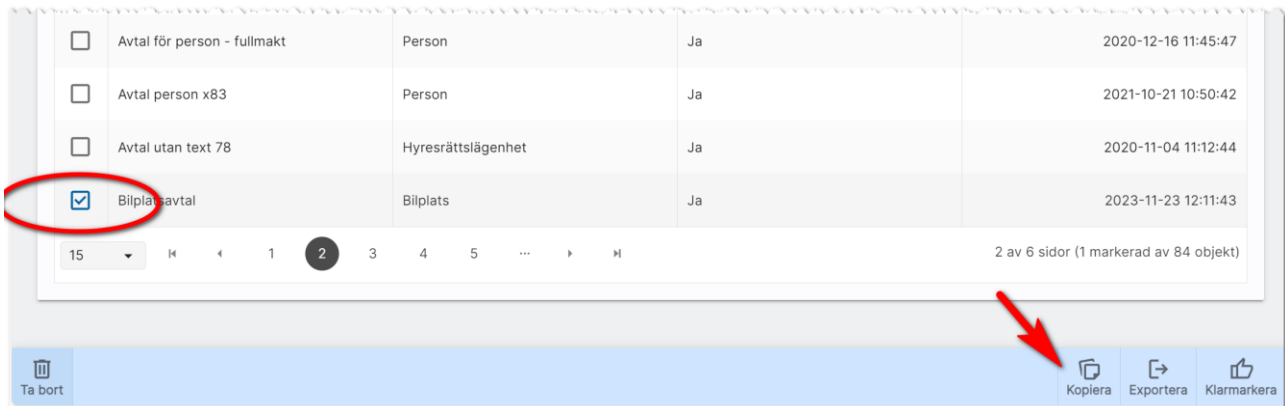 Avtal för person - fullmakt Person Ja 2020-12-16 11:45:47
Avtal person x83 Person Ja 2021-10-21 10:50:42
Avtal utan text 78 Hyresrättslägenhet Ja 2020-11-04 11:12:44
Bilplatsavtal Bilplats Ja 2023-11-23 12:11:43
15 1 2 3 4 5 ... 2 av 6 sidor (1 markerad av 84 objekt)
Ta bort Kopiera Exportera Klarmarkera